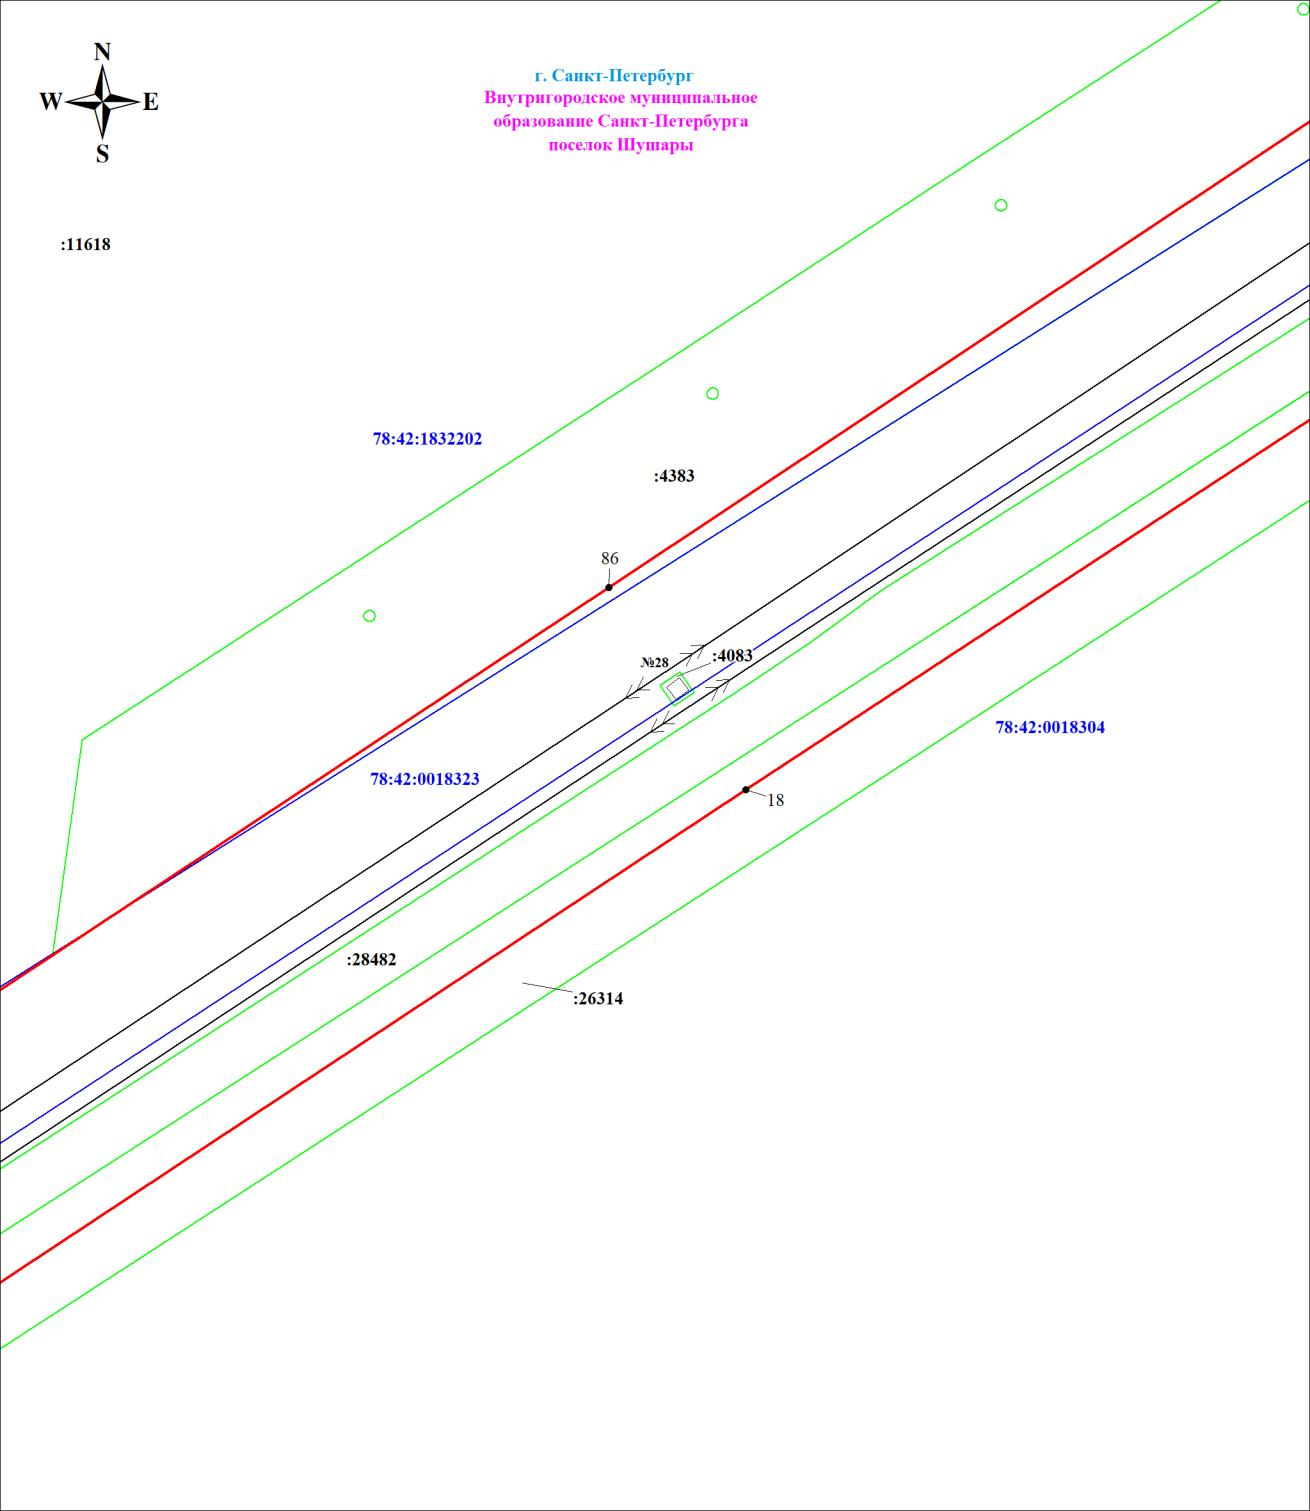 N
W E
S
г. Санкт-Петербург
Внутригородское муниципальное
образование Санкт-Петербурга
поселок Шушары
:11618
78:42:1832202
:4383
86
№28
:4083
78:42:0018304
78:42:0018323
18
:28482
:26314